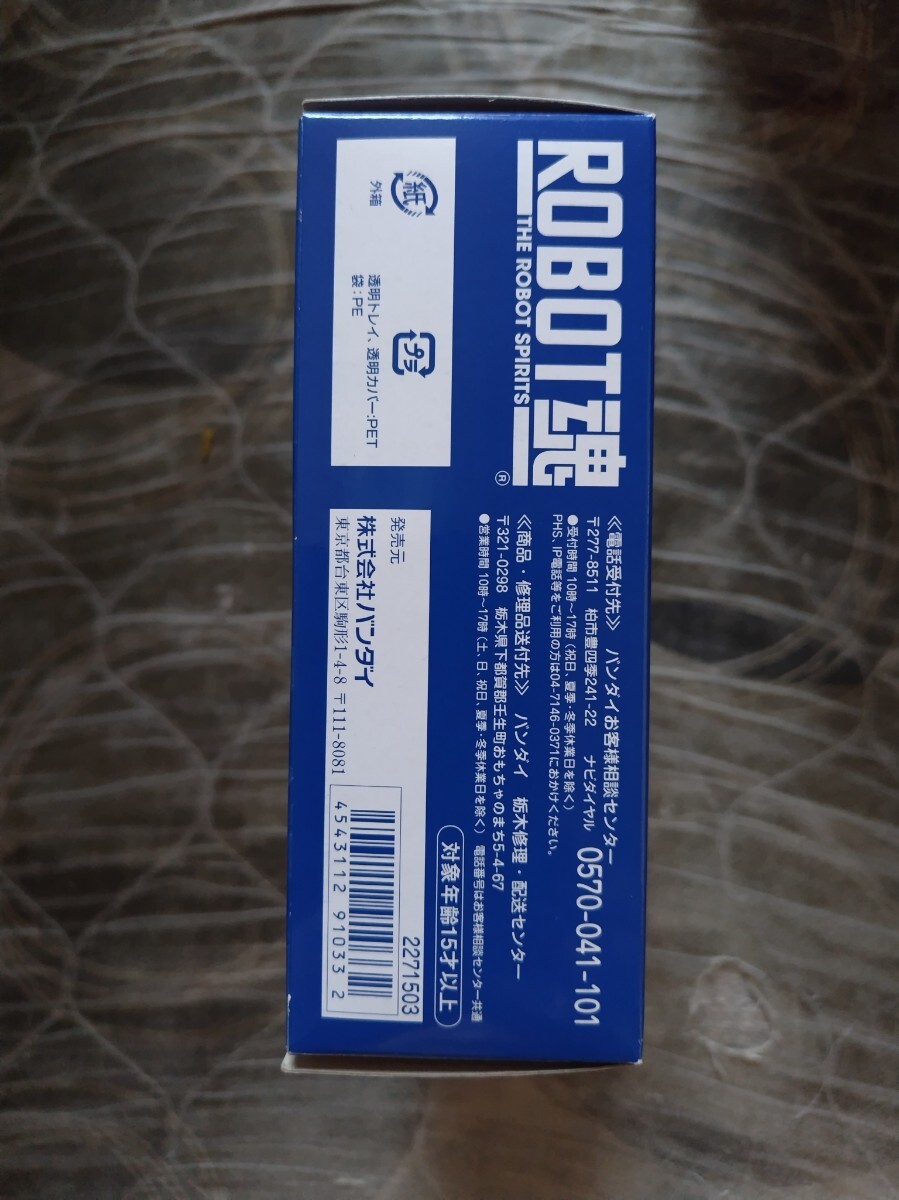 ROBOT魂
THE ROBOT SPIRITS
®
紙
外箱
プラ
透明トレイ、透明カバー:PET
袋:PE
《電話受付先》 バンダイお客様相談センター
〒277-8511 柏市豊四季241-22 ナビダイヤル 0570-041-101
●受付時間 10時〜17時(祝日、夏季・冬季休業日を除く)
PHS、IP電話等をご利用の方は04-7146-0371におかけください。
《商品・修理品送付先》 バンダイ 栃木修理・配送センター
〒321-0298 栃木県下都賀郡壬生町おもちゃのまち5-4-67
●営業時間 10時〜17時(土、日、祝日、夏季・冬季休業日を除く) 電話番号はお客様相談センター共通
対象年齢15才以上
発売元
株式会社バンダイ
東京都台東区駒形1-4-8 〒111-8081
2271503
4543112 91033 2